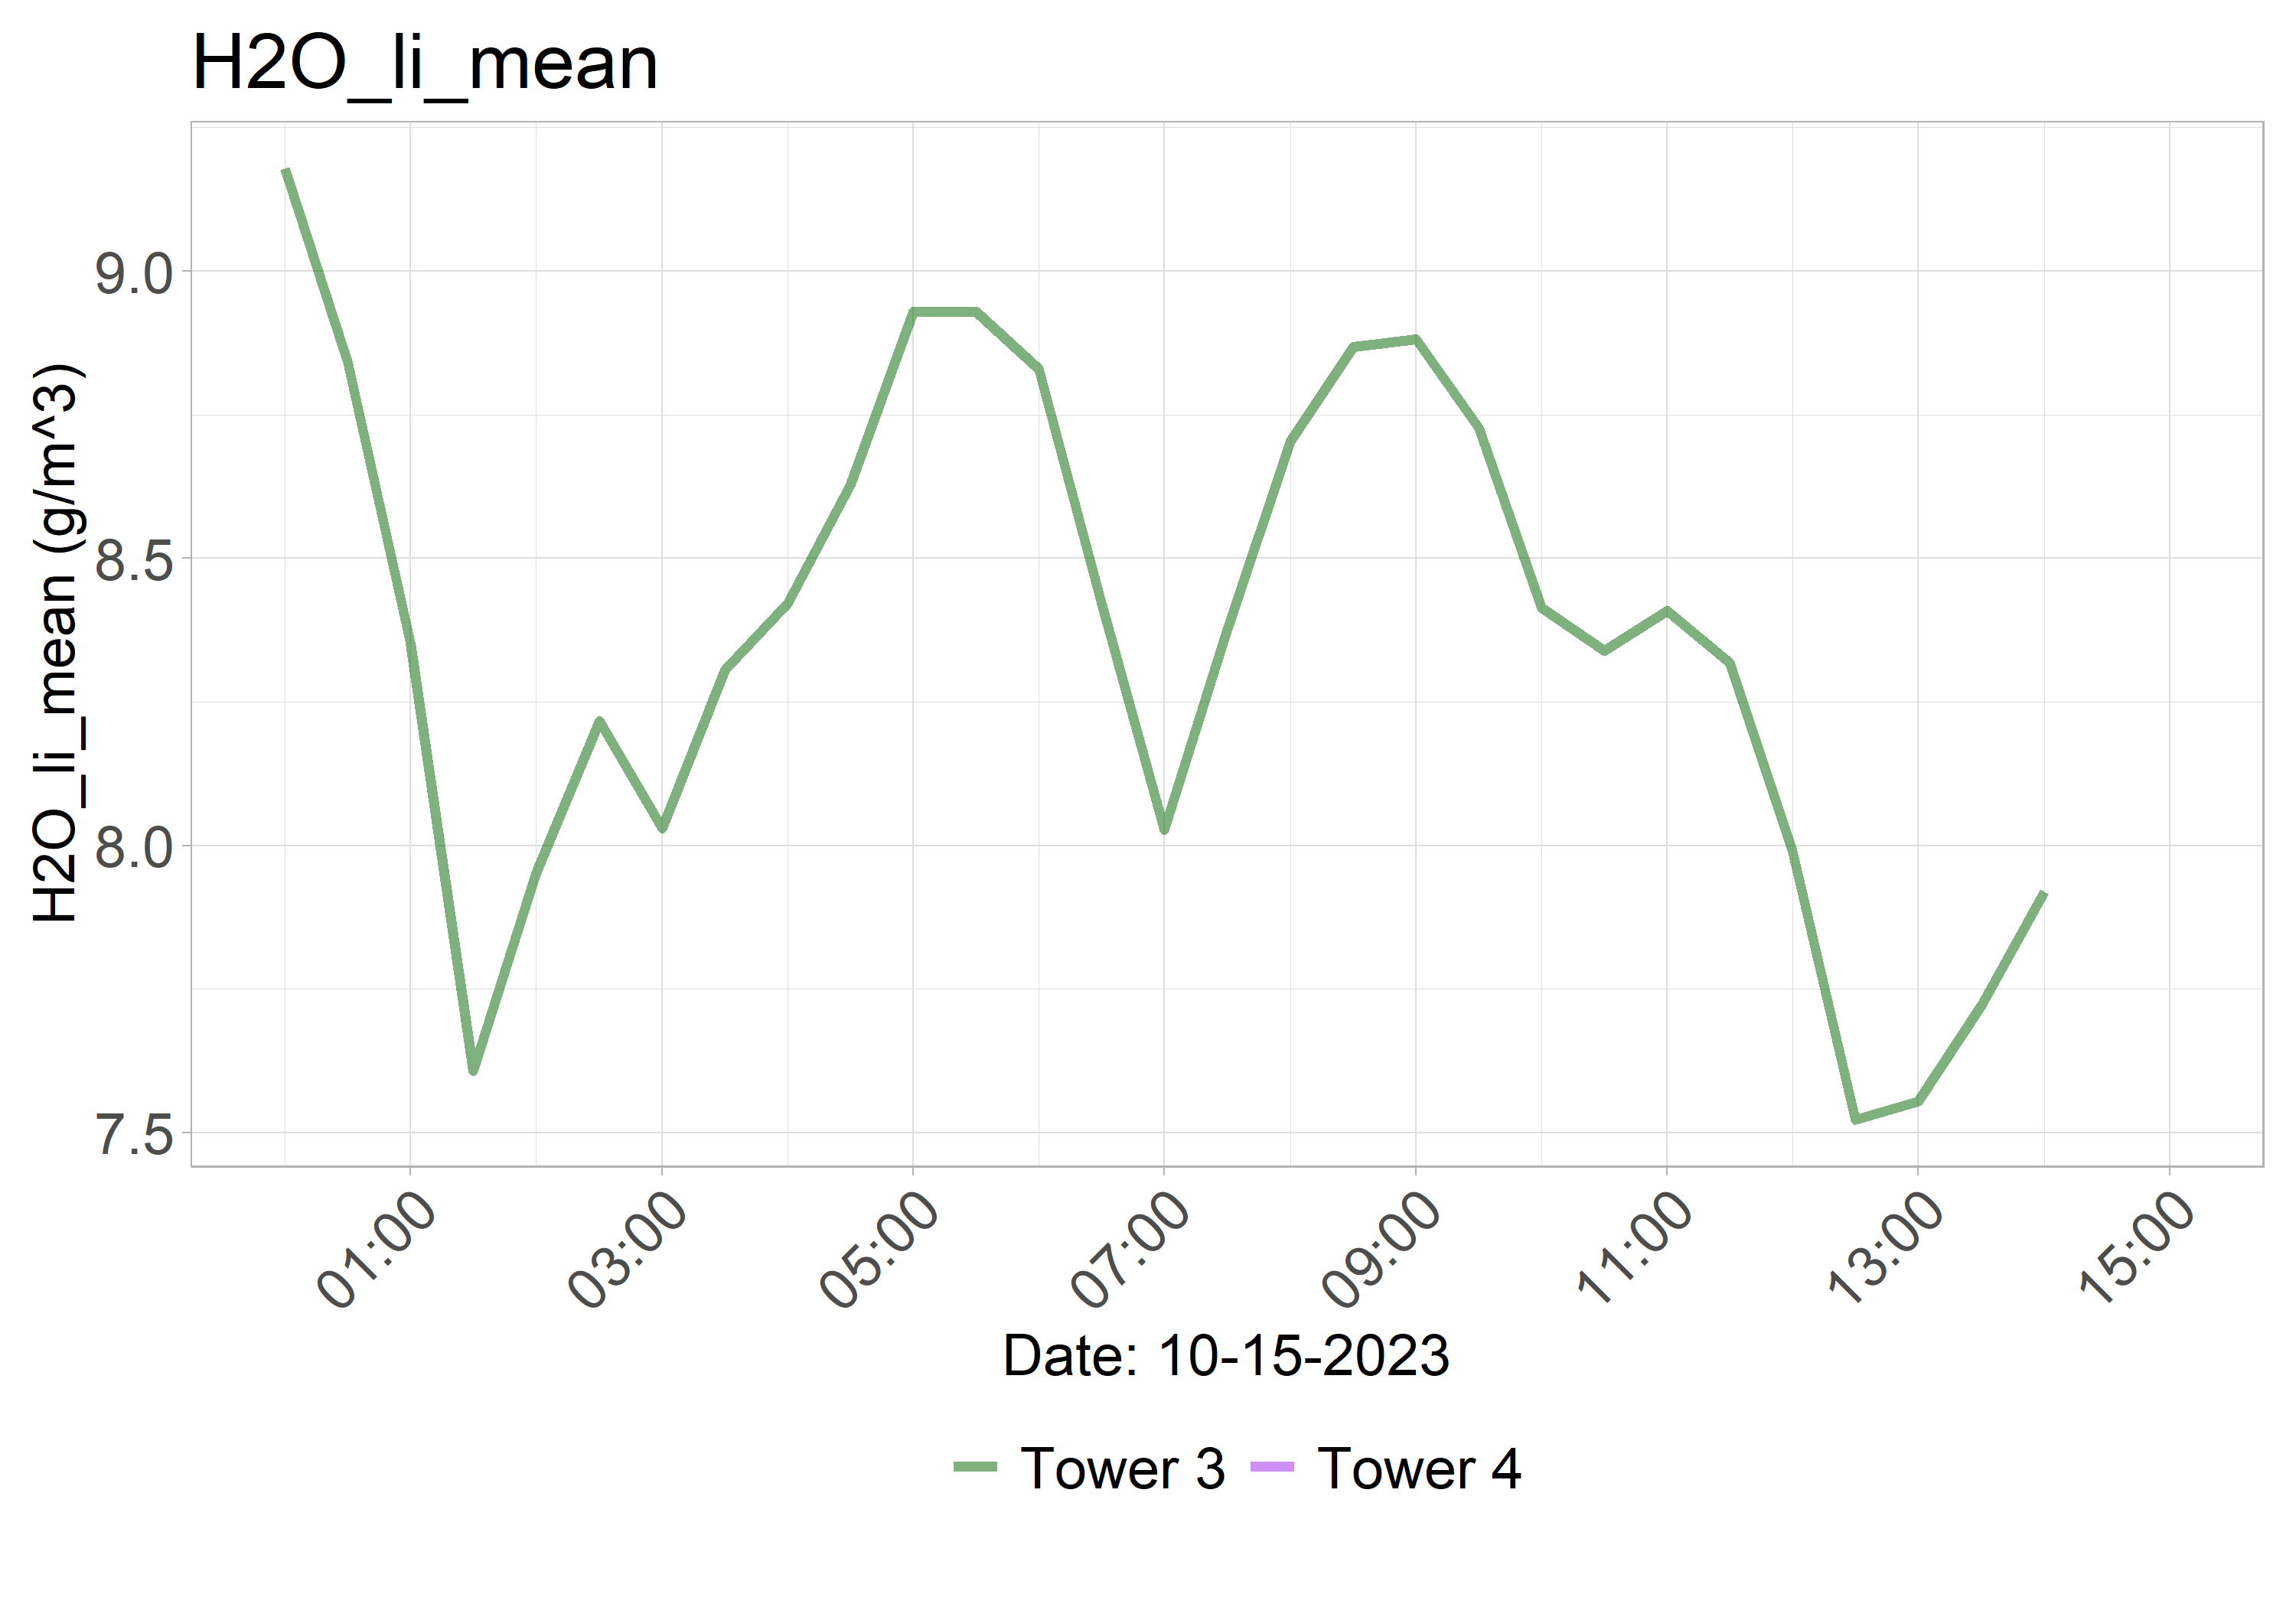 H2O_li_mean
H2O_li_mean (g/m^3)
9.0
8.5
8.0
7.5
01:00 03:00 05:00 07:00 09:00 11:00 13:00 15:00
Date: 10-15-2023
Tower 3 Tower 4